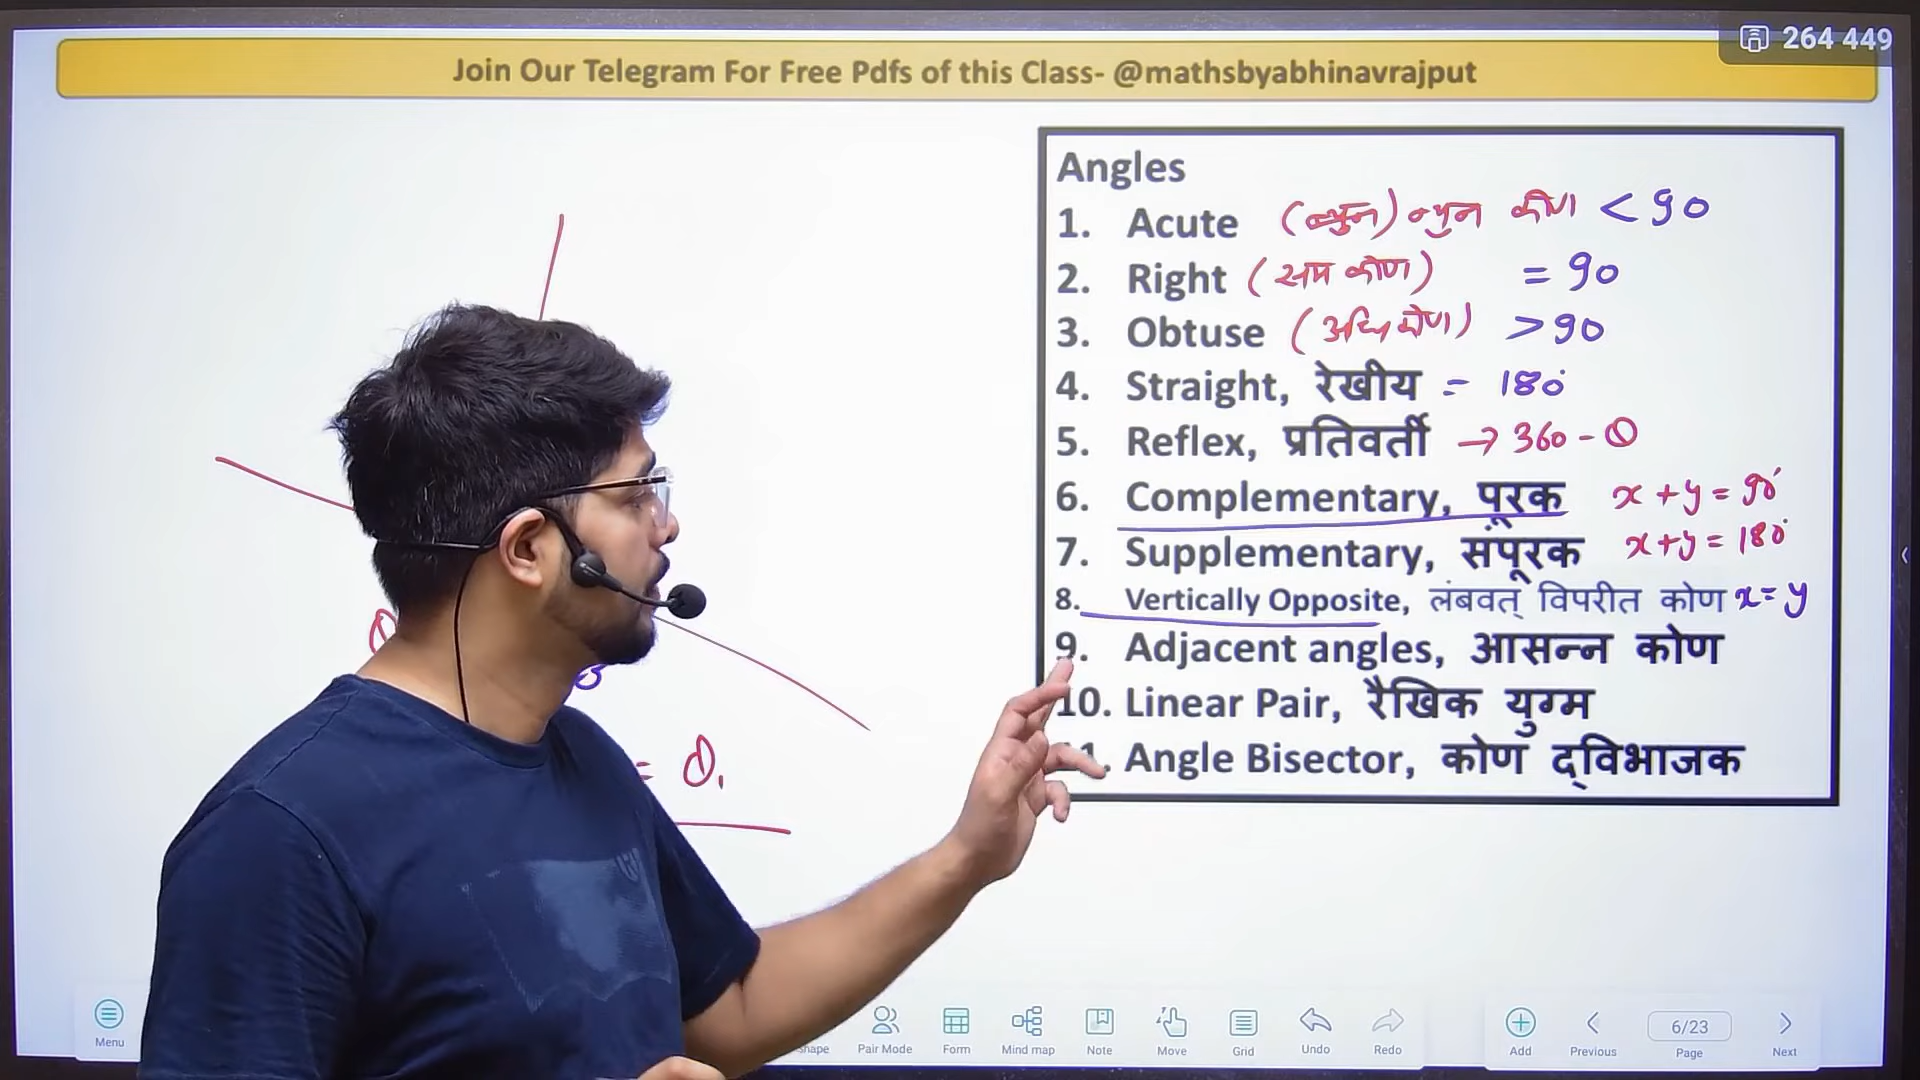 264 449
Join Our Telegram For Free Pdfs of this Class- @mathsbyabhinavrajput
Angles
1. Acute (न्युन) न्युन कोण < 90
2. Right (सम कोण) = 90
3. Obtuse (अधिक कोण) > 90
4. Straight, रेखीय = 180°
5. Reflex, प्रतिवर्ती → 360 - θ
6. Complementary, पूरक x + y = 90°
7. Supplementary, संपूरक x + y = 180°
8. Vertically Opposite, लंबवत् विपरीत कोण x = y
9. Adjacent angles, आसन्न कोण
10. Linear Pair, रैखिक युग्म
11. Angle Bisector, कोण द्विभाजक
= θ,
Menu
Pair Mode
Form
Mind map
Note
Move
Grid
Undo
Redo
Add
Previous
6/23
Page
Next